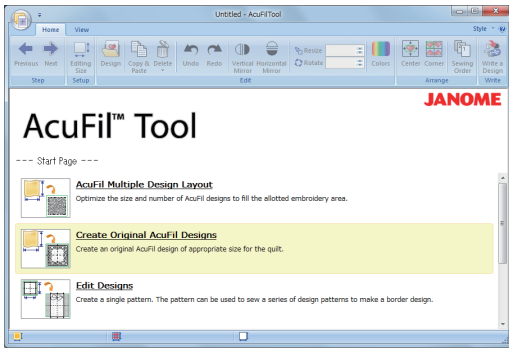 Untitled - AcuFilTool
Home View Style
Previous Next Editing Size Design Copy & Paste Delete Undo Redo Vertical Mirror Horizontal Mirror Resize Rotate Colors Center Corner Sewing Order Write a Design
Step Setup Edit Arrange Write
JANOME
AcuFil™ Tool
--- Start Page ---
AcuFil Multiple Design Layout
Optimize the size and number of AcuFil designs to fill the allotted embroidery area.
Create Original AcuFil Designs
Create an original AcuFil design of appropriate size for the quilt.
Edit Designs
Create a single pattern. The pattern can be used to sew a series of design patterns to make a border design.